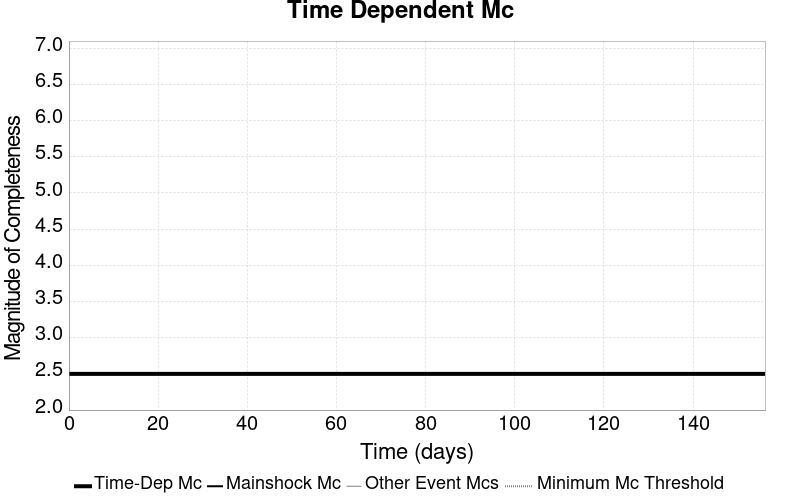 Time Dependent Mc
Magnitude of Completeness
7.0
6.5
6.0
5.5
5.0
4.5
4.0
3.5
3.0
2.5
2.0
0 20 40 60 80 100 120 140
Time (days)
Time-Dep Mc Mainshock Mc Other Event Mcs Minimum Mc Threshold